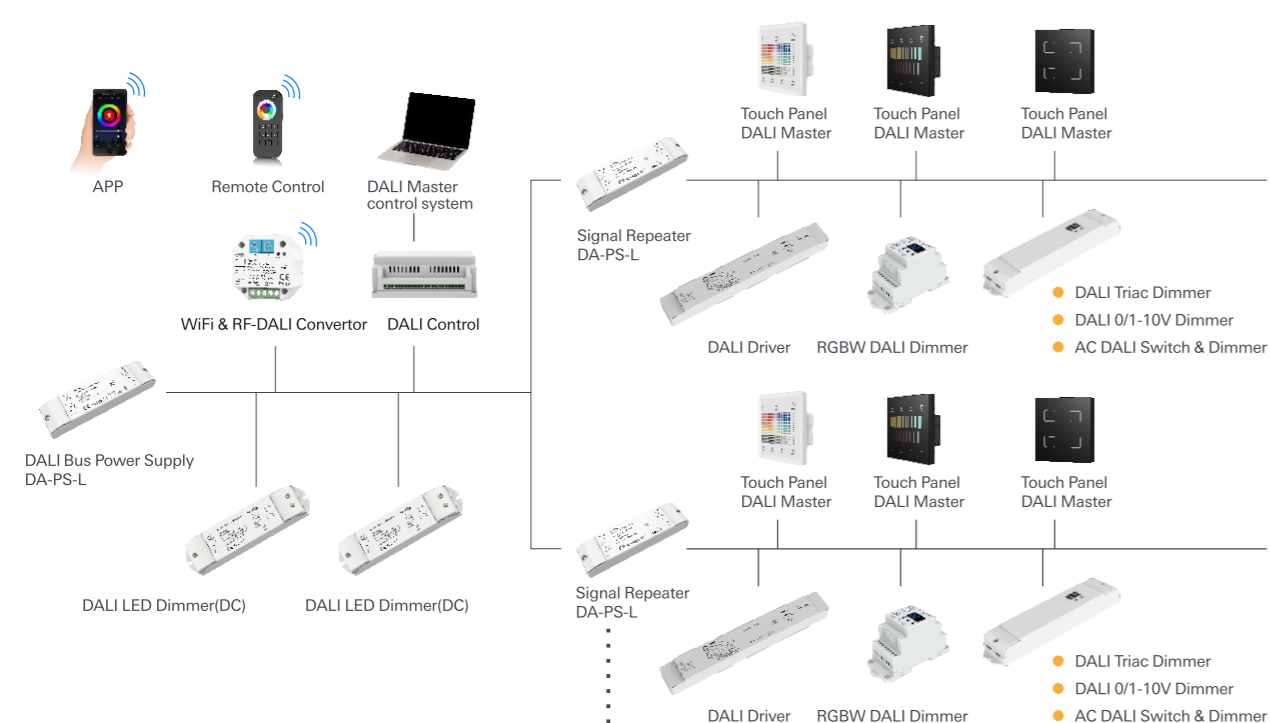 APP
Remote Control
DALI Master
control system
WiFi & RF-DALI Convertor
DALI Control
DALI Bus Power Supply
DA-PS-L
DALI LED Dimmer(DC)
DALI LED Dimmer(DC)
Touch Panel
DALI Master
Touch Panel
DALI Master
Touch Panel
DALI Master
Signal Repeater
DA-PS-L
DALI Driver
RGBW DALI Dimmer
DALI Triac Dimmer
DALI 0/1-10V Dimmer
AC DALI Switch & Dimmer
Touch Panel
DALI Master
Touch Panel
DALI Master
Touch Panel
DALI Master
Signal Repeater
DA-PS-L
DALI Driver
RGBW DALI Dimmer
DALI Triac Dimmer
DALI 0/1-10V Dimmer
AC DALI Switch & Dimmer